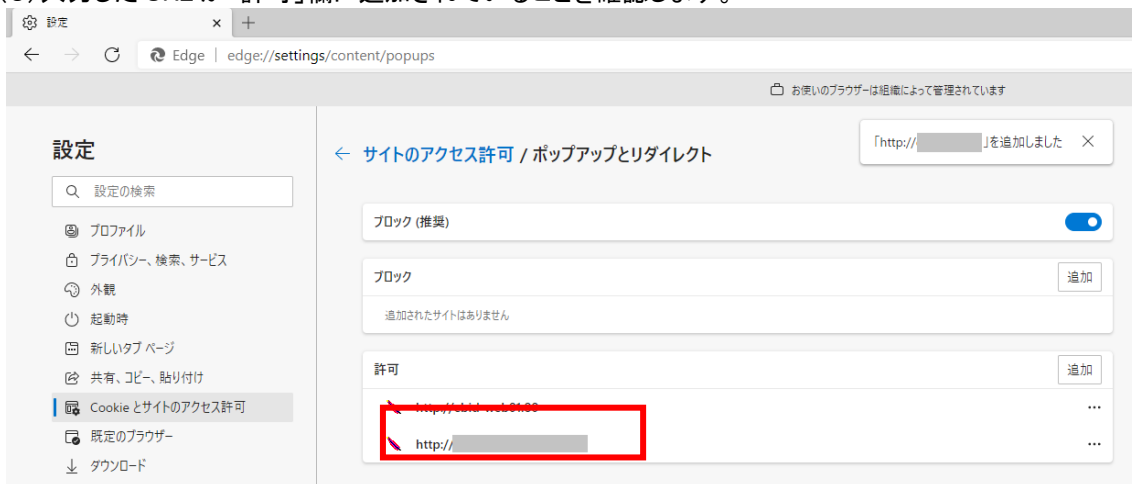 設定
Edge | edge://settings/content/popups
お使いのブラウザーは組織によって管理されています
設定
設定の検索
プロファイル
プライバシー、検索、サービス
外観
起動時
新しいタブ ページ
共有、コピー、貼り付け
Cookie とサイトのアクセス許可
既定のブラウザー
ダウンロード
サイトのアクセス許可 / ポップアップとリダイレクト
「http:// 」を追加しました
ブロック (推奨)
ブロック
追加
追加されたサイトはありません
許可
追加
http://